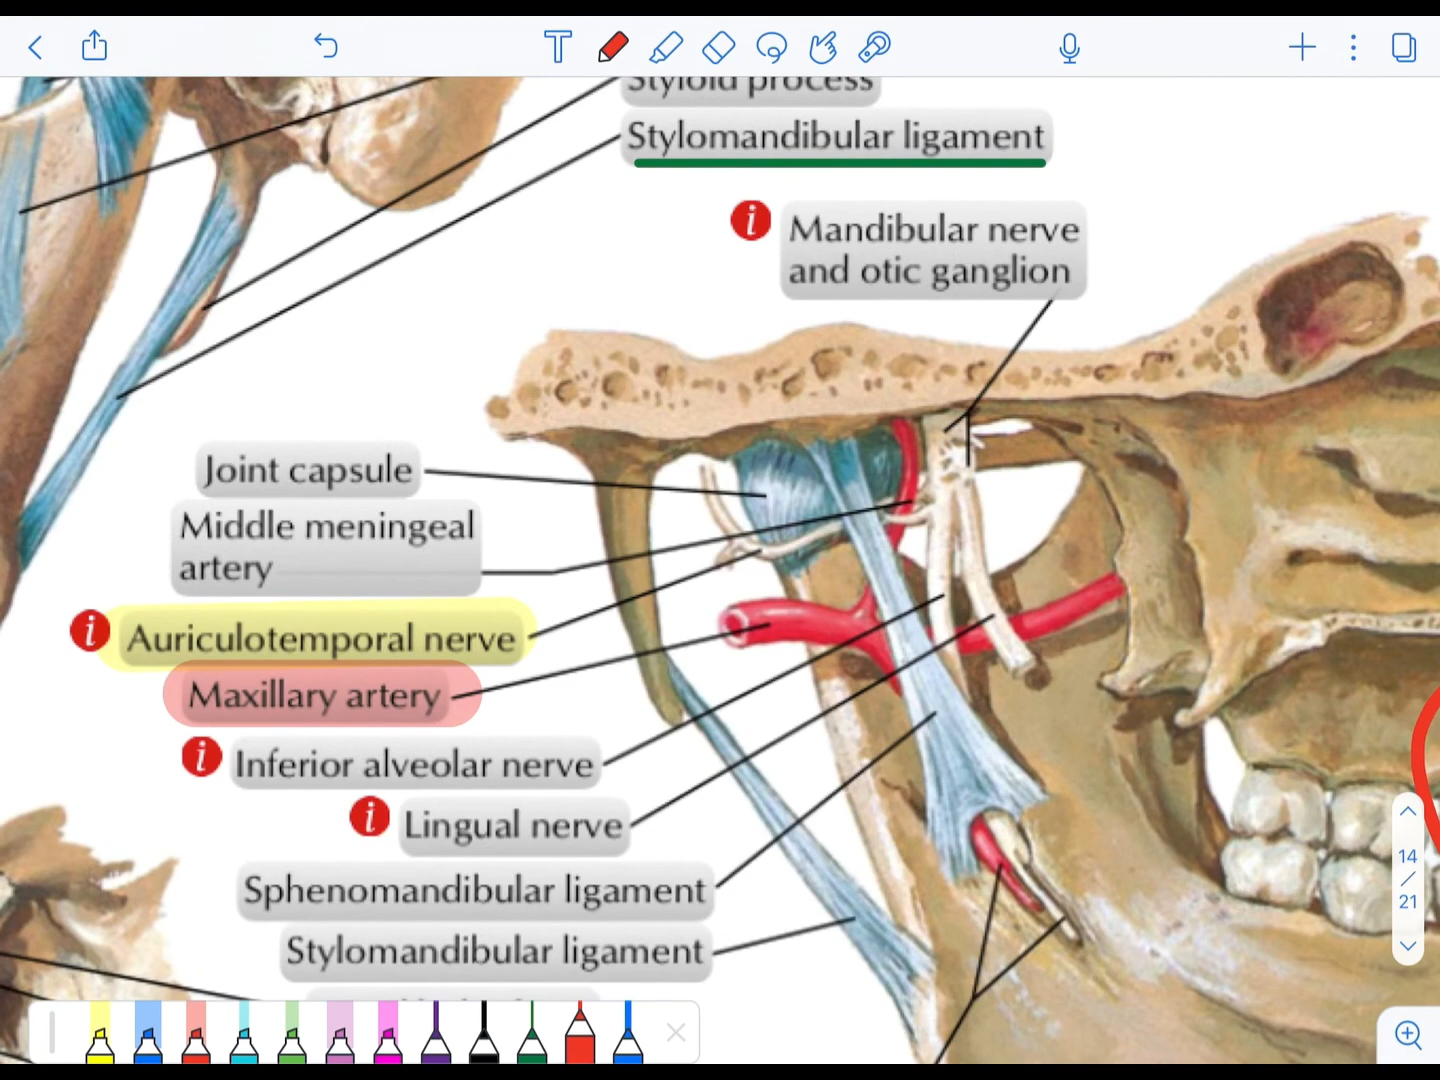 Styloid process
Stylomandibular ligament
i
Mandibular nerve
and otic ganglion
Joint capsule
Middle meningeal
artery
i
Auriculotemporal nerve
Maxillary artery
i
Inferior alveolar nerve
i
Lingual nerve
Sphenomandibular ligament
Stylomandibular ligament
14
/
21